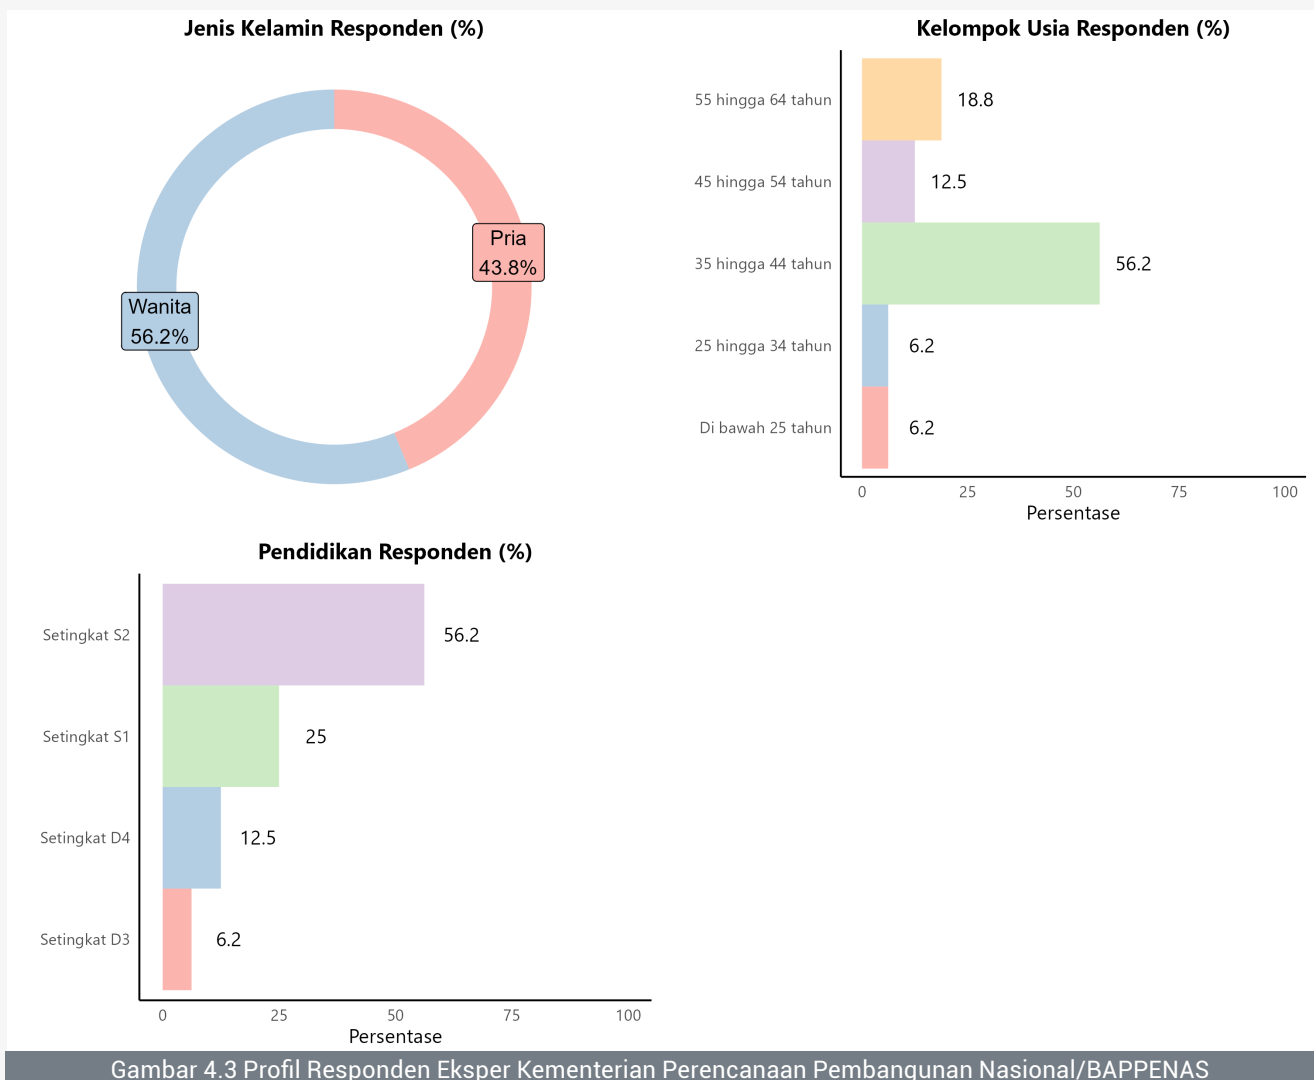 Jenis Kelamin Responden (%)
Pria
43.8%
Wanita
56.2%
Kelompok Usia Responden (%)
55 hingga 64 tahun
18.8
45 hingga 54 tahun
12.5
35 hingga 44 tahun
56.2
25 hingga 34 tahun
6.2
Di bawah 25 tahun
6.2
0 25 50 75 100
Persentase
Pendidikan Responden (%)
Setingkat S2
56.2
Setingkat S1
25
Setingkat D4
12.5
Setingkat D3
6.2
0 25 50 75 100
Persentase
Gambar 4.3 Profil Responden Eksper Kementerian Perencanaan Pembangunan Nasional/BAPPENAS